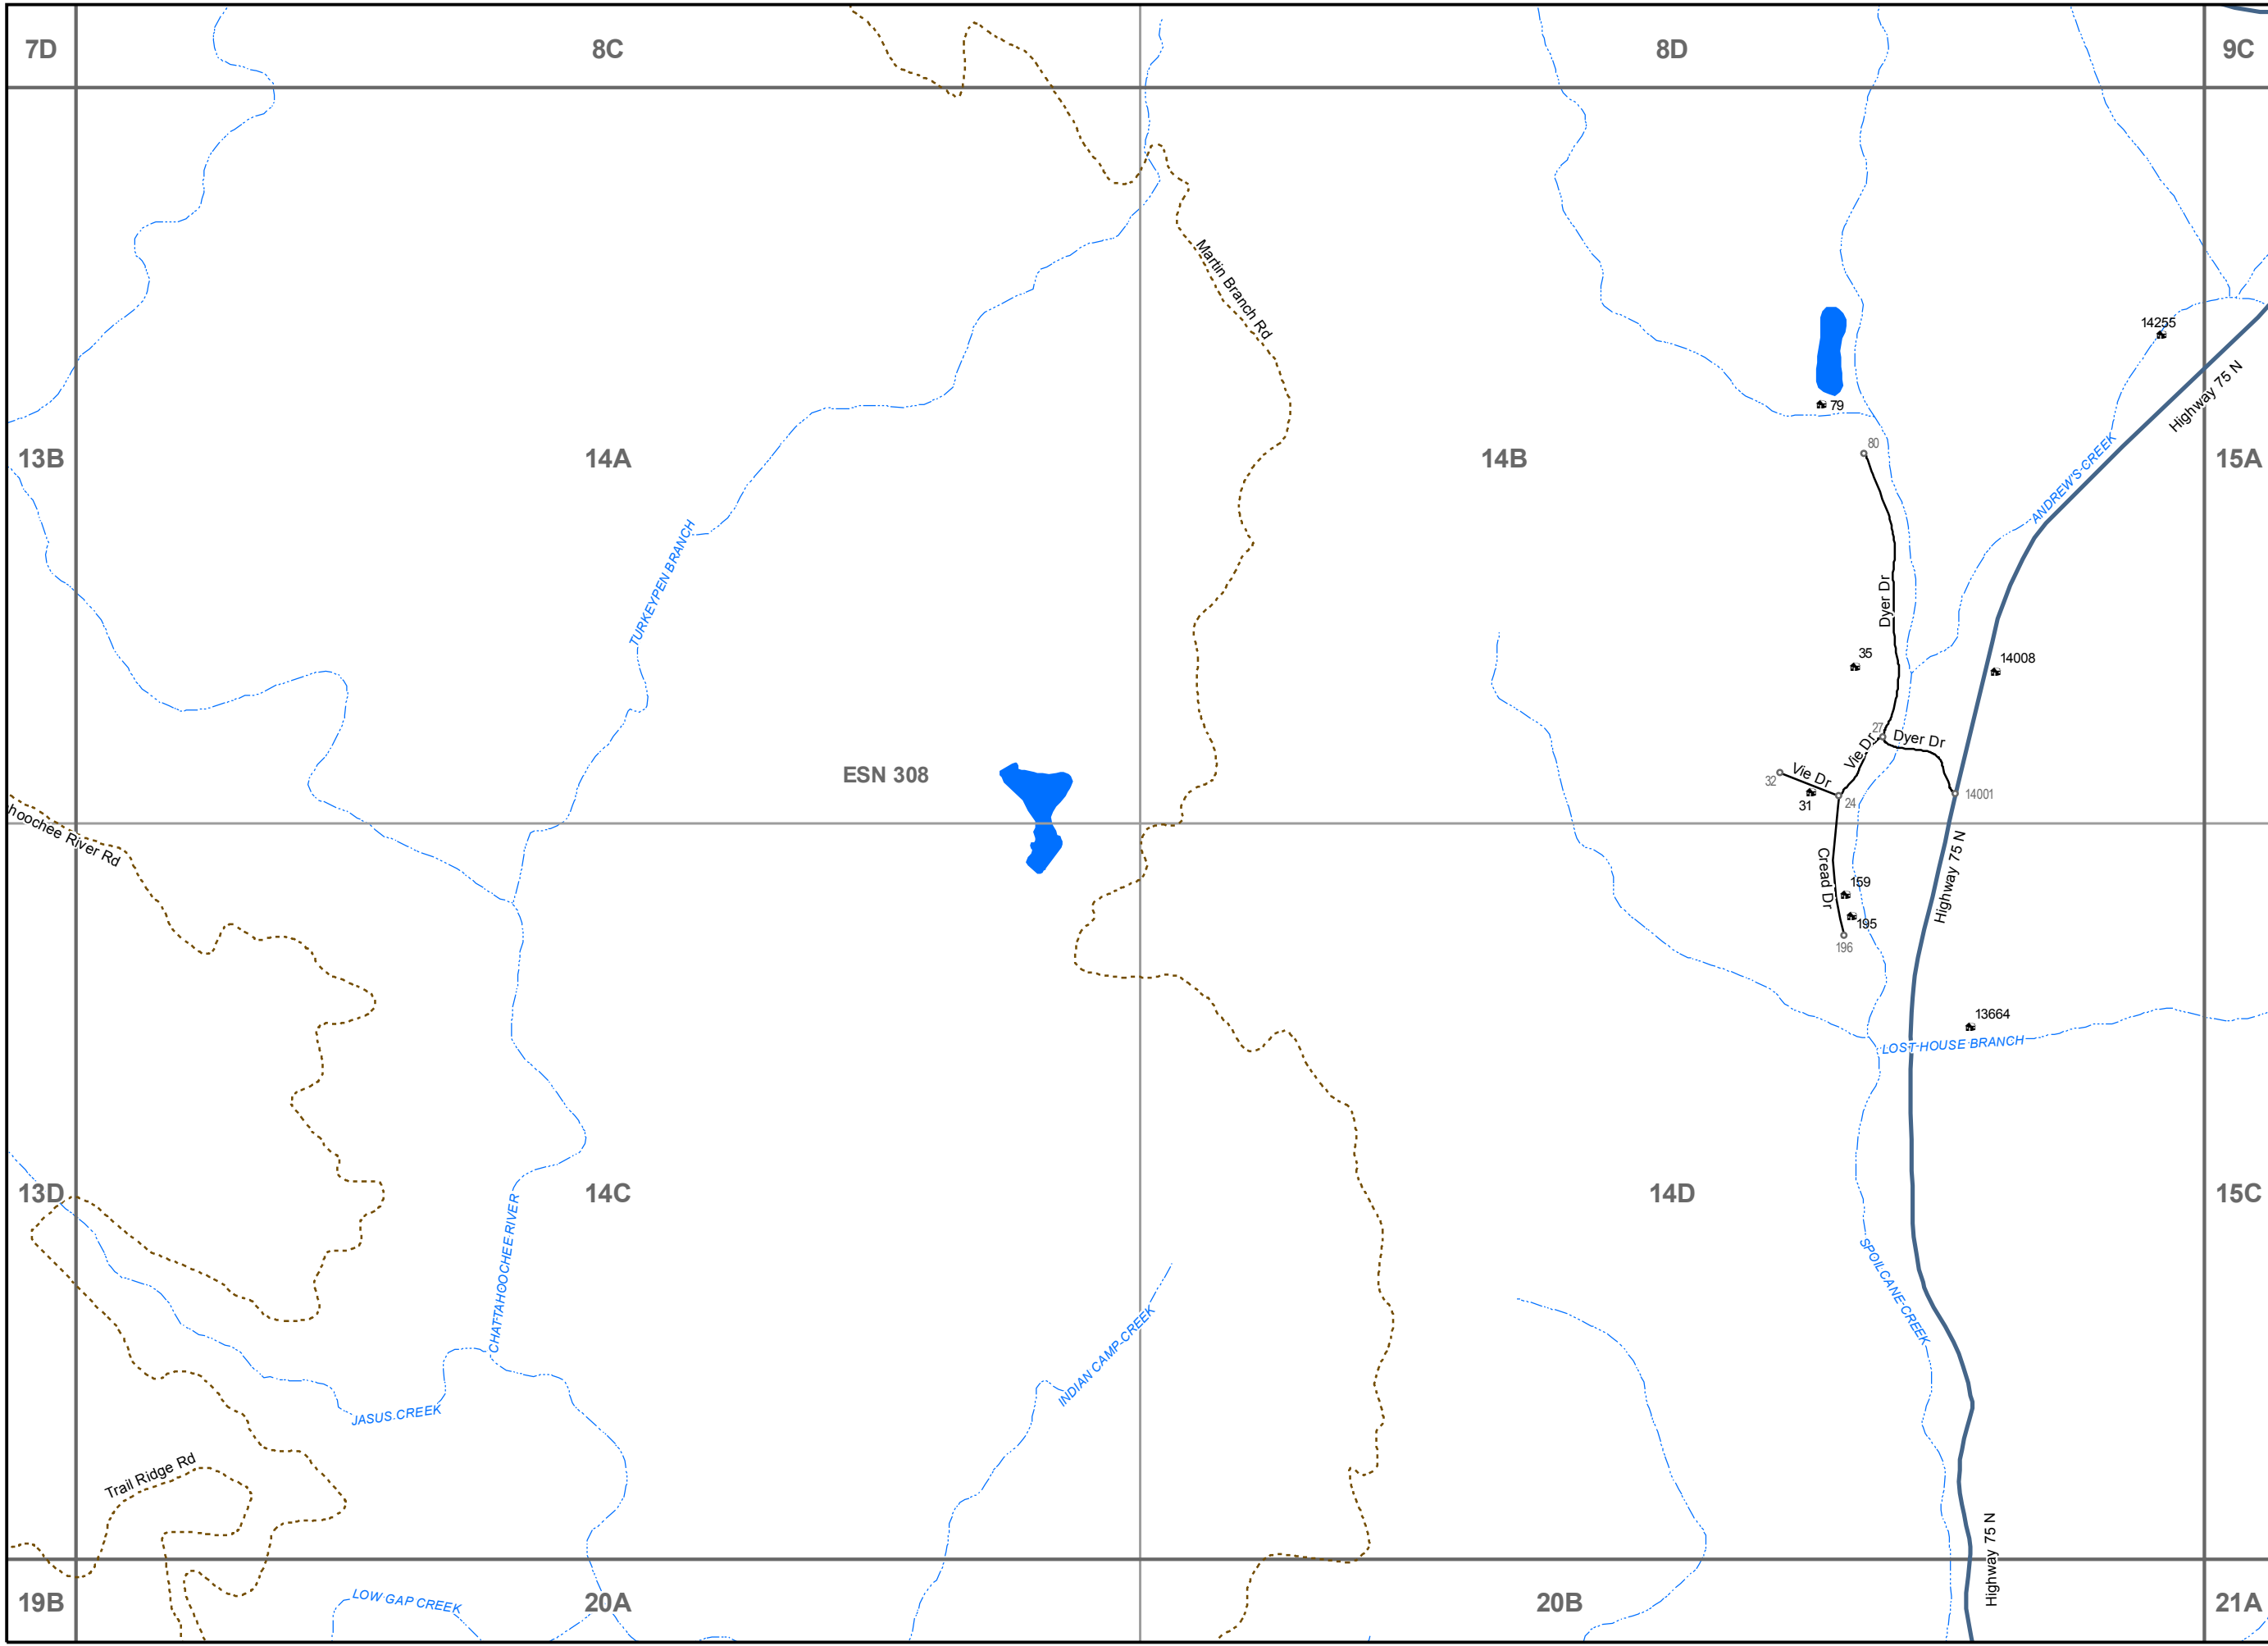 7D
8C
8D
9C
Martin Branch Rd
14255
Highway 75 N
79
80
13B
14A
14B
15A
ANDREW'S CREEK
TURKEYPEN BRANCH
Dyer Dr
35
14008
27
Dyer Dr
Vie Dr
Vie Dr
32
31
24
14001
ESN 308
hoochee River Rd
Cread Dr
159
195
196
Highway 75 N
13664
LOST HOUSE BRANCH
13D
14C
14D
15C
CHATTAHOOCHEE RIVER
SPOILCANE CREEK
INDIAN CAMP CREEK
JASUS CREEK
Trail Ridge Rd
Highway 75 N
19B
LOW GAP CREEK
20A
20B
21A